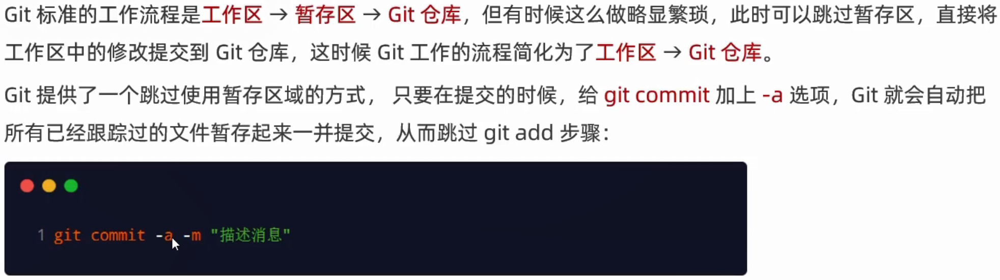 Git 标准的工作流程是工作区 → 暂存区 → Git 仓库，但有时候这么做略显繁琐，此时可以跳过暂存区，直接将
工作区中的修改提交到 Git 仓库，这时候 Git 工作的流程简化为了工作区 → Git 仓库。
Git 提供了一个跳过使用暂存区域的方式， 只要在提交的时候，给 git commit 加上 -a 选项，Git 就会自动把
所有已经跟踪过的文件暂存起来一并提交，从而跳过 git add 步骤：
1 git commit -a -m "描述消息"